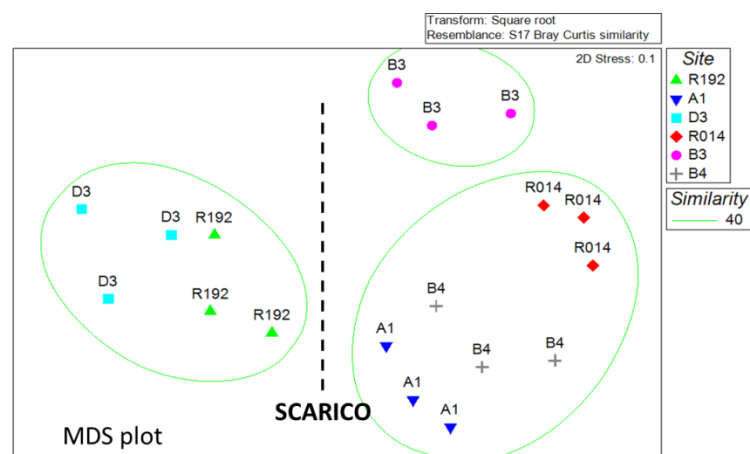 Transform: Square root
Resemblance: S17 Bray Curtis similarity
2D Stress: 0.1
Site
R192
A1
D3
R014
B3
B4
Similarity
40
B3
B3
B3
D3
D3
R192
R014
R014
R014
R192
R192
B4
B4
B4
A1
A1
A1
SCARICO
MDS plot